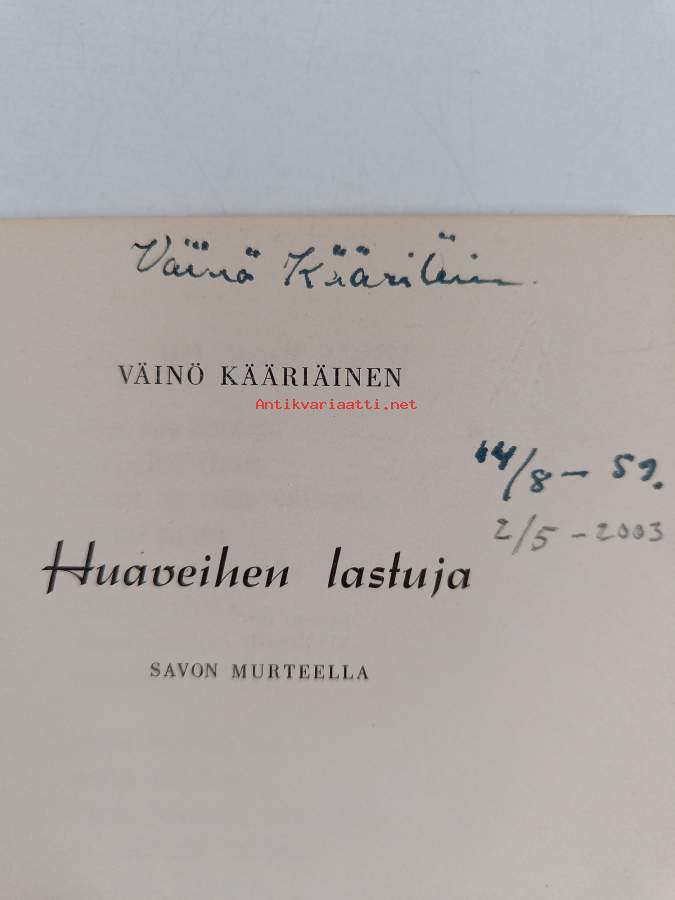 Väinö Kääriäinen
VÄINÖ KÄÄRIÄINEN
Antikvariaatti.net
14/8 – 59.
2/5 – 2003
Huaveihen lastuja
SAVON MURTEELLA